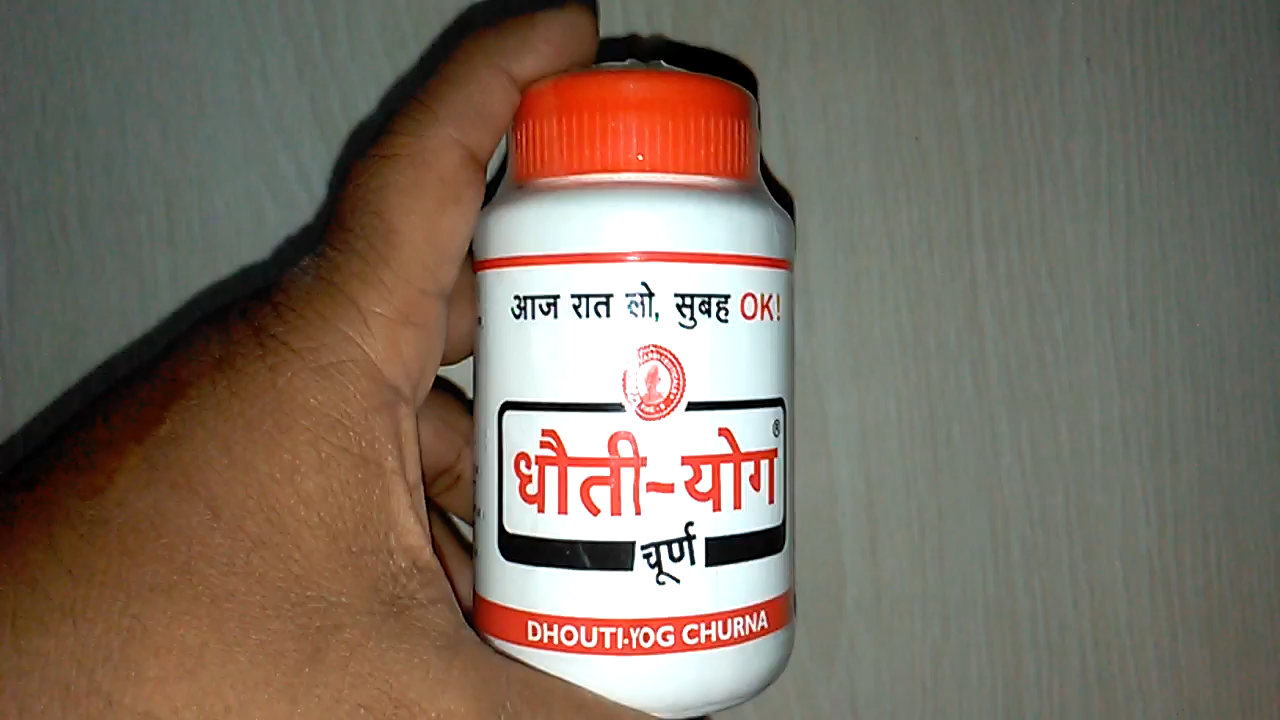 आज रात लो, सुबह OK!
धौती-योग®
चूर्ण
DHOUTI-YOG CHURNA